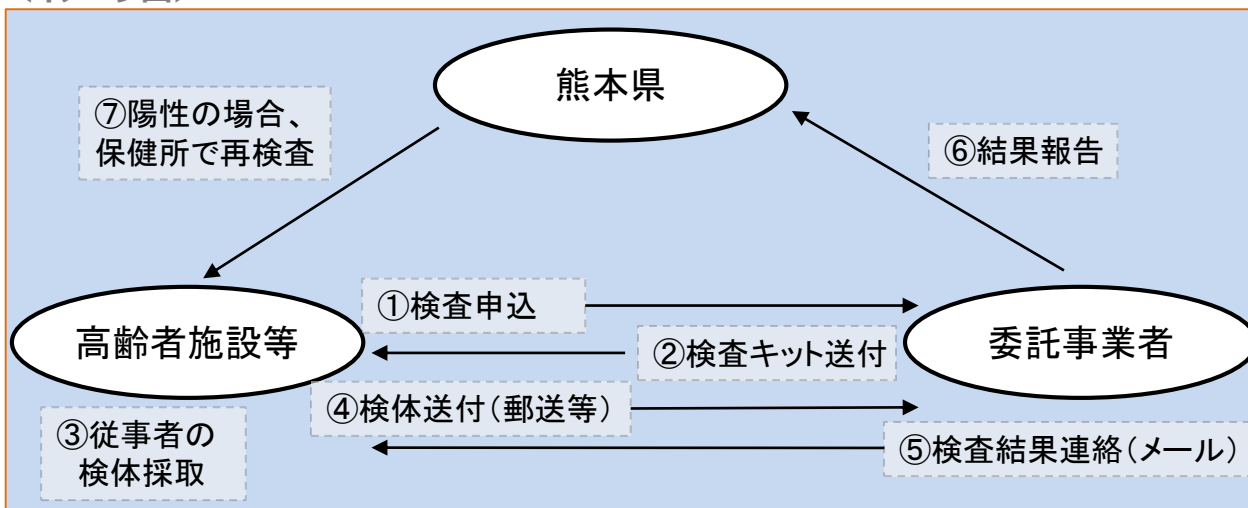 熊本県
⑦陽性の場合、
保健所で再検査
⑥結果報告
①検査申込
高齢者施設等
委託事業者
②検査キット送付
④検体送付(郵送等)
③従事者の
検体採取
⑤検査結果連絡(メール)